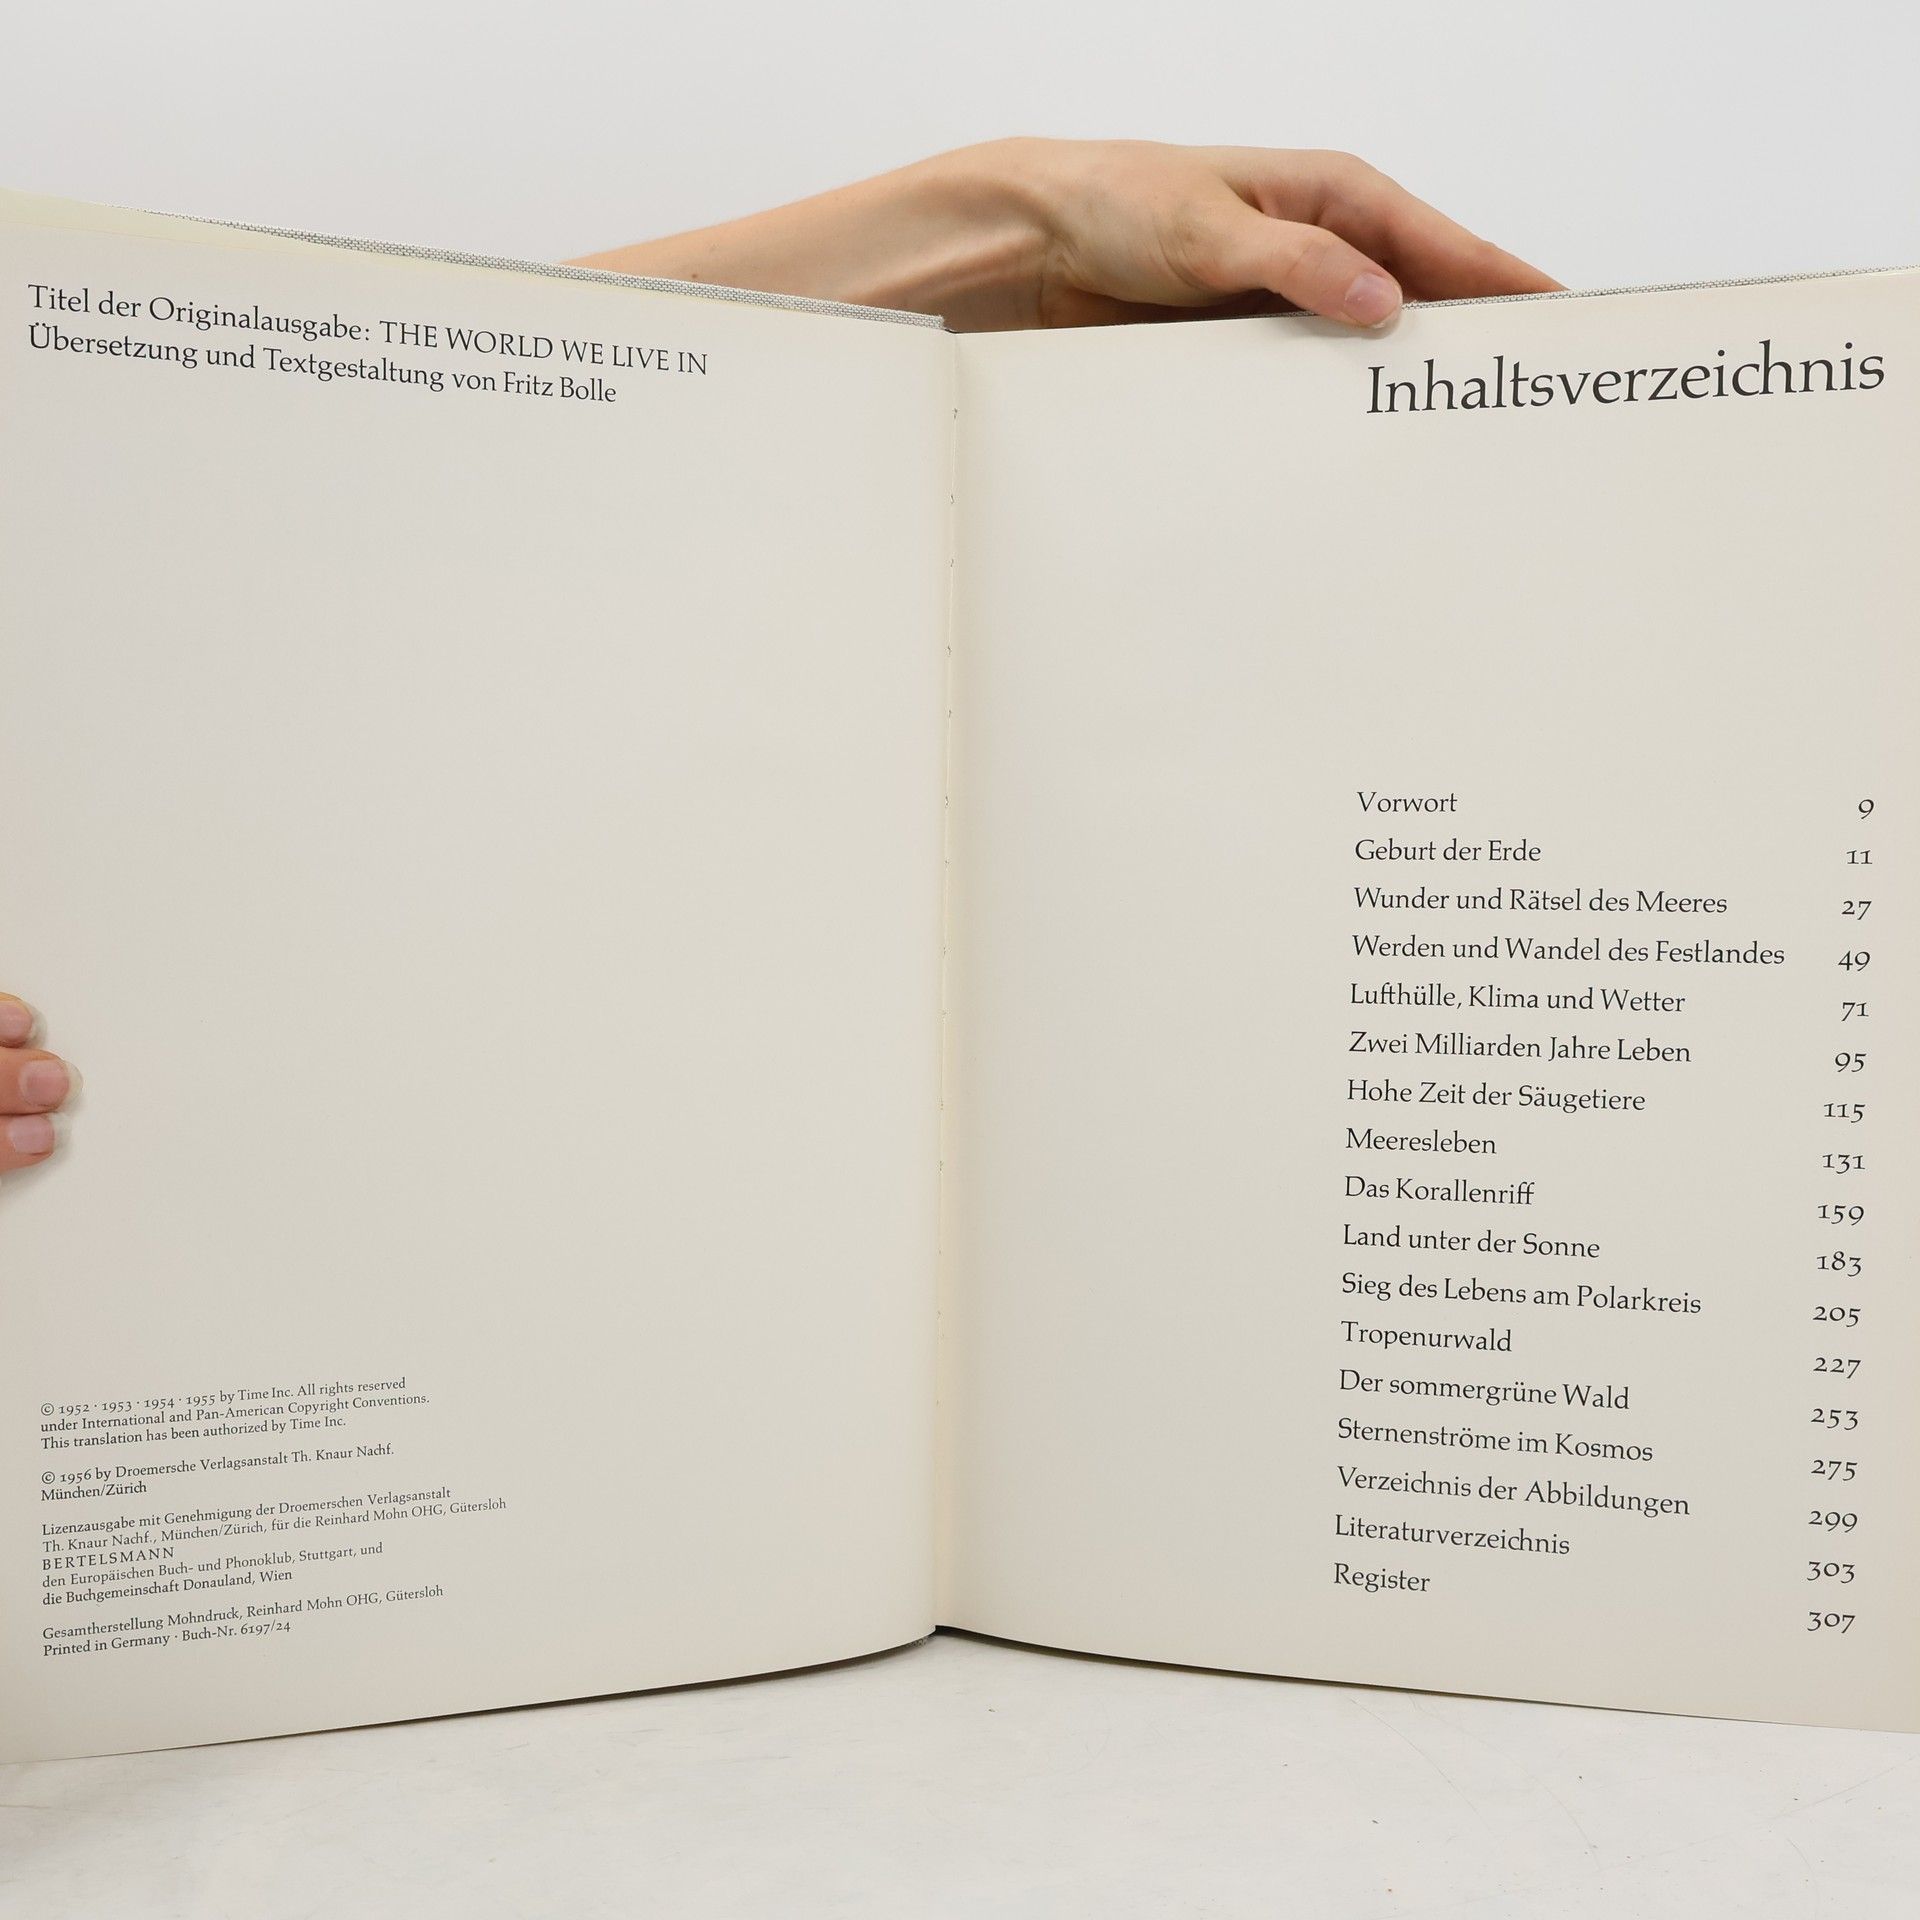 Titel der Originalausgabe: THE WORLD WE LIVE IN
Übersetzung und Textgestaltung von Fritz Bolle
© 1952 · 1953 · 1954 · 1955 by Time Inc. All rights reserved
under International and Pan-American Copyright Conventions.
This translation has been authorized by Time Inc.
© 1956 by Droemersche Verlagsanstalt Th. Knaur Nachf.
München/Zürich
Lizenzausgabe mit Genehmigung der Droemerschen Verlagsanstalt
Th. Knaur Nachf., München/Zürich, für die Reinhard Mohn OHG, Gütersloh
BERTELSMANN
den Europäischen Buch- und Phonoklub, Stuttgart, und
die Buchgemeinschaft Donauland, Wien
Gesamtherstellung Mohndruck, Reinhard Mohn OHG, Gütersloh
Printed in Germany · Buch-Nr. 6197/24
Inhaltsverzeichnis
Vorwort 9
Geburt der Erde 11
Wunder und Rätsel des Meeres 27
Werden und Wandel des Festlandes 49
Lufthülle, Klima und Wetter 71
Zwei Milliarden Jahre Leben 95
Hohe Zeit der Säugetiere 115
Meeresleben 131
Das Korallenriff 159
Land unter der Sonne 183
Sieg des Lebens am Polarkreis 205
Tropenurwald 227
Der sommergrüne Wald 253
Sternenströme im Kosmos 275
Verzeichnis der Abbildungen 299
Literaturverzeichnis 303
Register 307